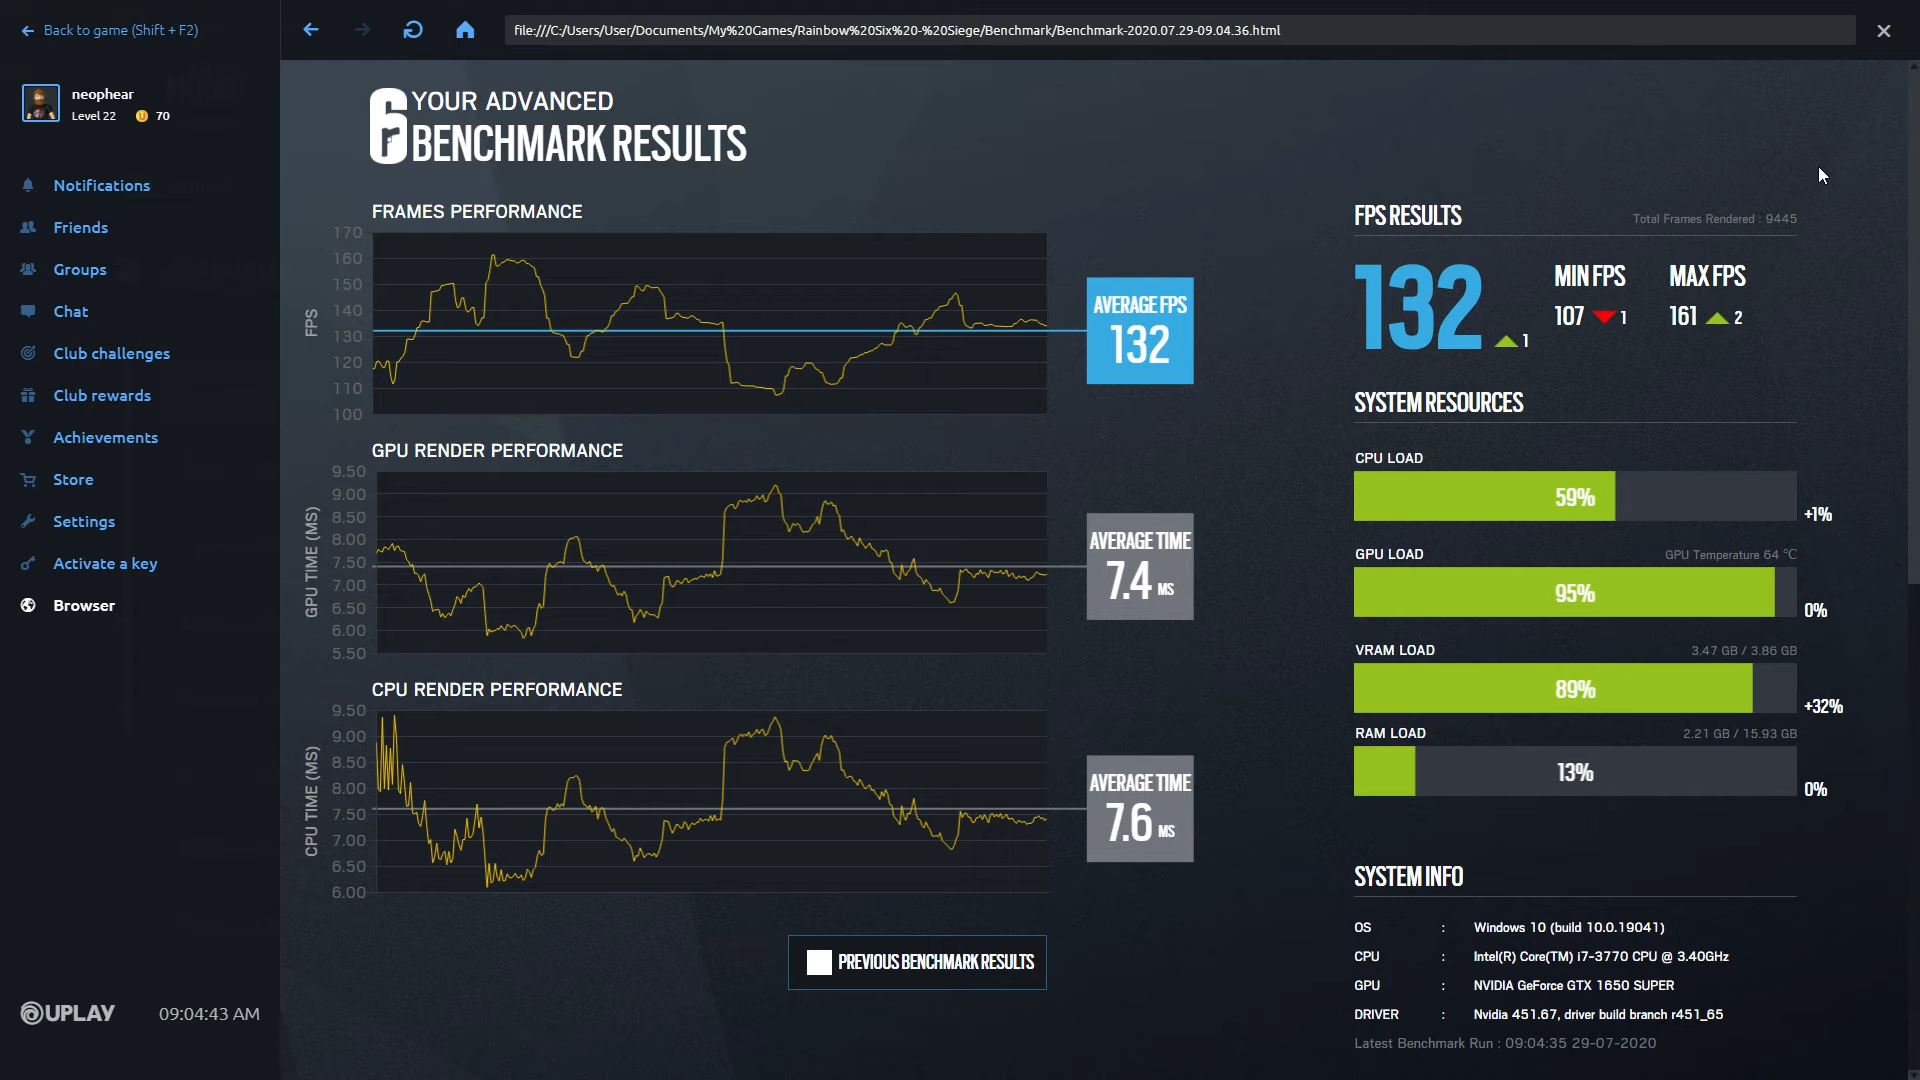 Back to game (Shift + F2)
file:///C:/Users/User/Documents/My%20Games/Rainbow%20Six%20-%20Siege/Benchmark/Benchmark-2020.07.29-09.04.36.html
neophear
Level 22 70
Notifications
Friends
Groups
Chat
Club challenges
Club rewards
Achievements
Store
Settings
Activate a key
Browser
UPLAY 09:04:43 AM
6 YOUR ADVANCED
BENCHMARK RESULTS
FRAMES PERFORMANCE
170
160
150
140
130
120
110
100
FPS
AVERAGE FPS
132
GPU RENDER PERFORMANCE
9.50
9.00
8.50
8.00
7.50
7.00
6.50
6.00
5.50
GPU TIME (MS)
AVERAGE TIME
7.4 MS
CPU RENDER PERFORMANCE
9.50
9.00
8.50
8.00
7.50
7.00
6.50
6.00
CPU TIME (MS)
AVERAGE TIME
7.6 MS
PREVIOUS BENCHMARK RESULTS
FPS RESULTS Total Frames Rendered : 9445
132 1
MIN FPS
107 1
MAX FPS
161 2
SYSTEM RESOURCES
CPU LOAD
59% +1%
GPU LOAD GPU Temperature 64 °C
95% 0%
VRAM LOAD 3.47 GB / 3.86 GB
89% +32%
RAM LOAD 2.21 GB / 15.93 GB
13% 0%
SYSTEM INFO
OS : Windows 10 (build 10.0.19041)
CPU : Intel(R) Core(TM) i7-3770 CPU @ 3.40GHz
GPU : NVIDIA GeForce GTX 1650 SUPER
DRIVER : Nvidia 451.67, driver build branch r451_65
Latest Benchmark Run : 09:04:35 29-07-2020